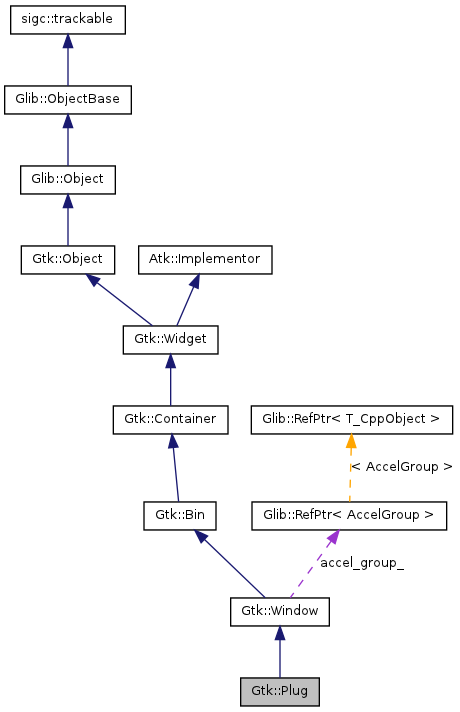 sigc::trackable
Glib::ObjectBase
Glib::Object
Gtk::Object
Atk::Implementor
Gtk::Widget
Gtk::Container
Glib::RefPtr< T_CppObject >
< AccelGroup >
Gtk::Bin
Glib::RefPtr< AccelGroup >
accel_group_
Gtk::Window
Gtk::Plug